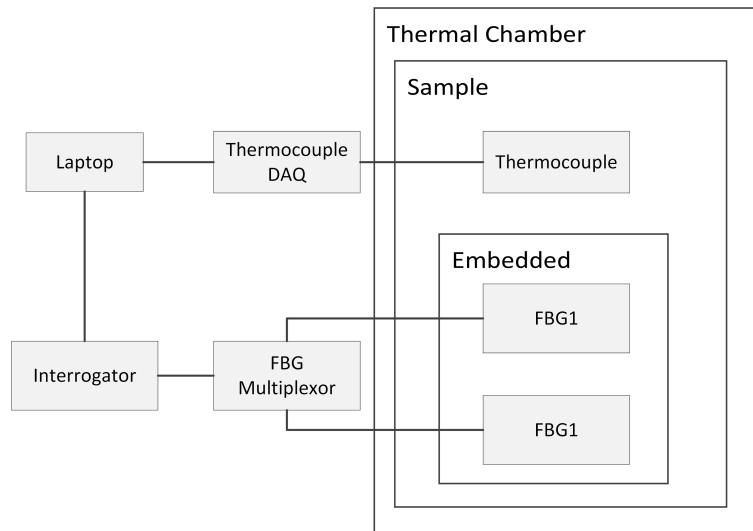 Thermal Chamber
Sample
Laptop
Thermocouple
DAQ
Thermocouple
Embedded
FBG1
Interrogator
FBG
Multiplexor
FBG1